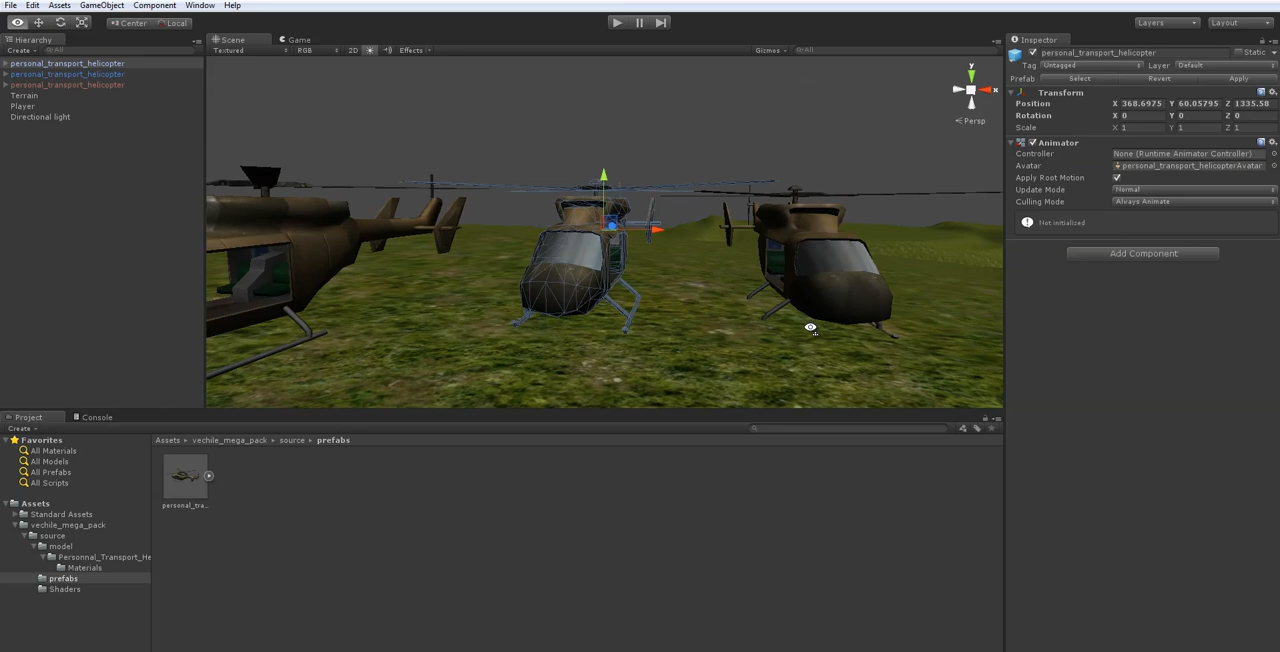 File Edit Assets GameObject Component Window Help
Center Local Layers Layout
Hierarchy
Create All
personal_transport_helicopter
personal_transport_helicopter
personal_transport_helicopter
Terrain
Player
Directional light
Scene Game
Textured RGB 2D Effects Gizmos All
y
x
Persp
Inspector
personal_transport_helicopter Static
Tag Untagged Layer Default
Prefab Select Revert Apply
Transform
Position X 368.6975 Y 60.05795 Z 1335.58
Rotation X 0 Y 0 Z 0
Scale X 1 Y 1 Z 1
Animator
Controller None (Runtime Animator Controller)
Avatar personal_transport_helicopterAvatar
Apply Root Motion
Update Mode Normal
Culling Mode Always Animate
Not initialized
Add Component
Project Console
Create
Favorites
All Materials
All Models
All Prefabs
All Scripts
Assets
Standard Assets
vechile_mega_pack
source
model
Personnal_Transport_He
Materials
prefabs
Shaders
Assets vechile_mega_pack source prefabs
personal_tra...